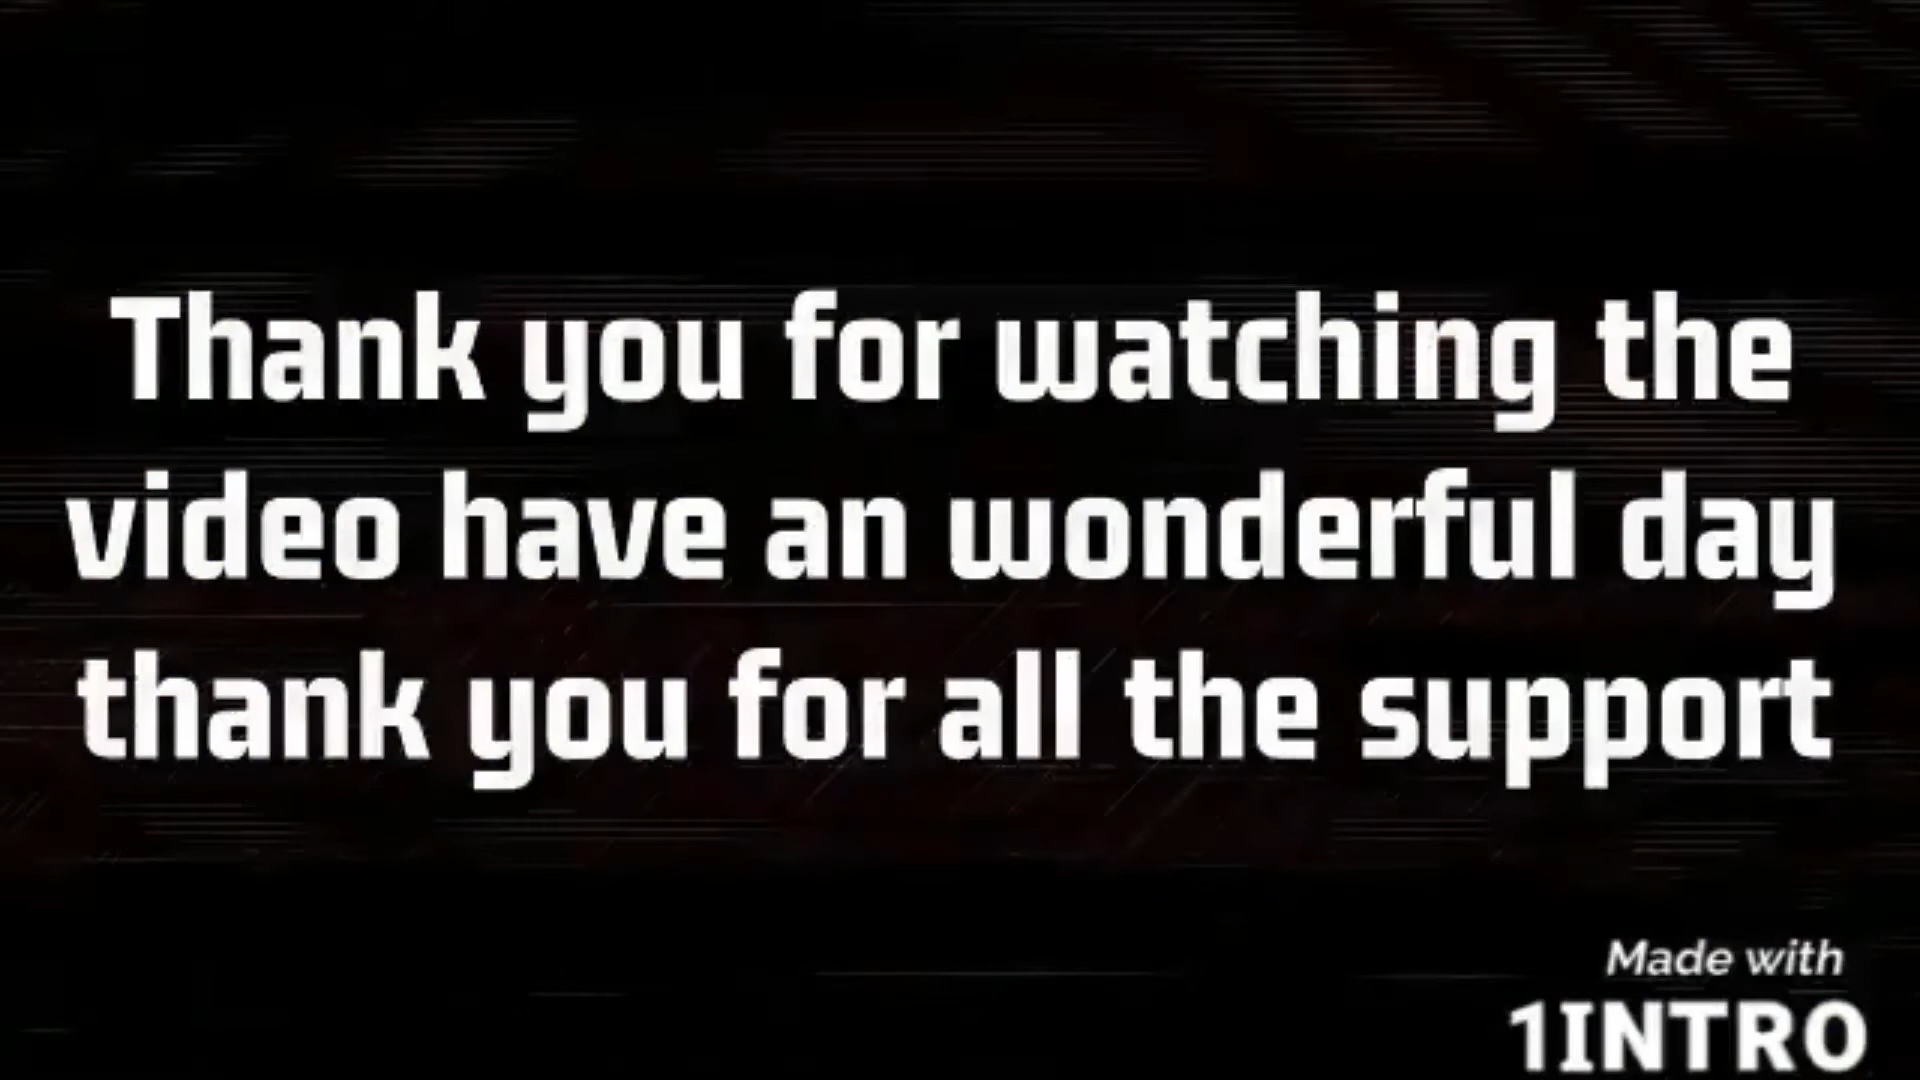 Thank you for watching the
video have an wonderful day
thank you for all the support
Made with
1INTRO